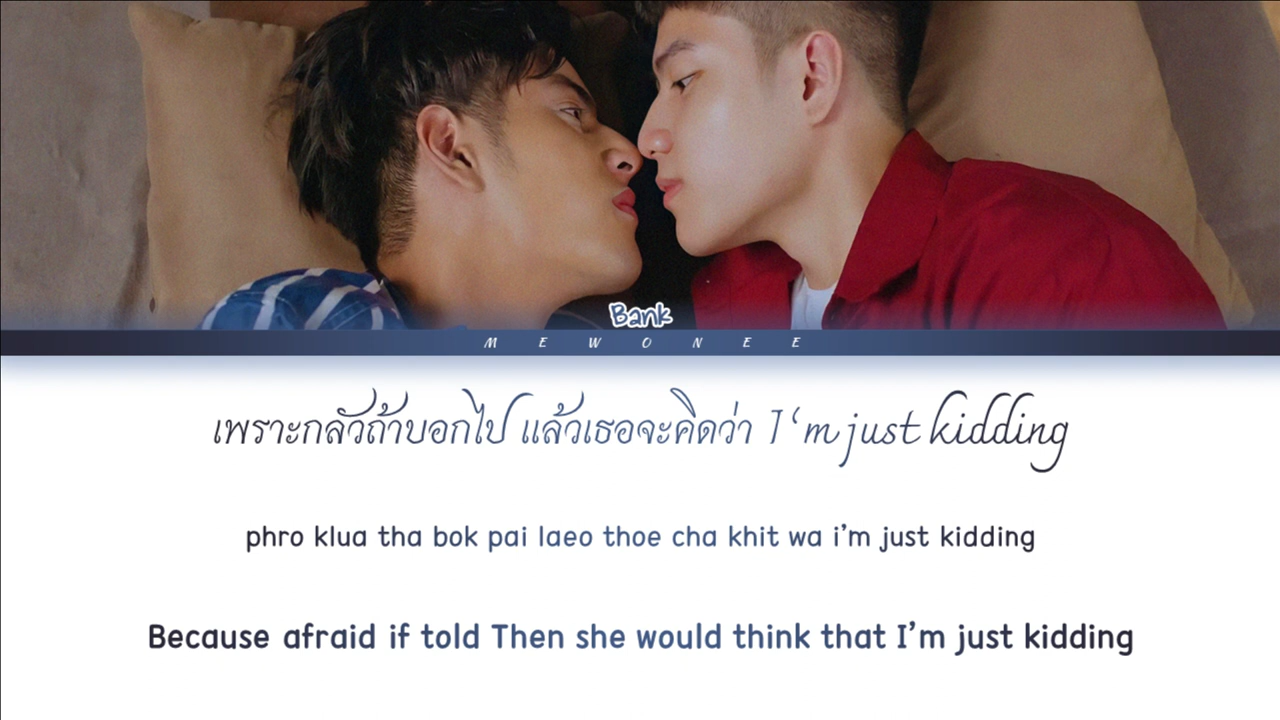 Bank
MEWONEE
เพราะกลัวถ้าบอกไป แล้วเธอจะคิดว่า I'm just kidding
phro klua tha bok pai laeo thoe cha khit wa i'm just kidding
Because afraid if told Then she would think that I'm just kidding